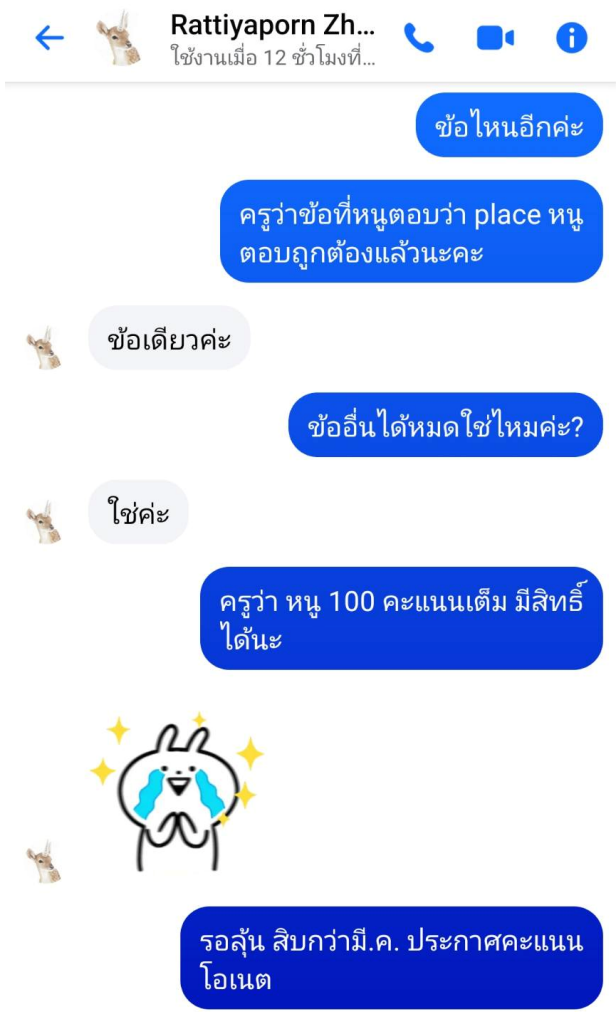 Rattiyaporn Zh...
ใช้งานเมื่อ 12 ชั่วโมงที่...
ข้อไหนอีกค่ะ
ครูว่าข้อที่หนูตอบว่า place หนู
ตอบถูกต้องแล้วนะคะ
ข้อเดียวค่ะ
ข้ออื่นได้หมดใช่ไหมค่ะ?
ใช่ค่ะ
ครูว่า หนู 100 คะแนนเต็ม มีสิทธิ์
ได้นะ
รอลุ้น สิบกว่ามี.ค. ประกาศคะแนน
โอเนต